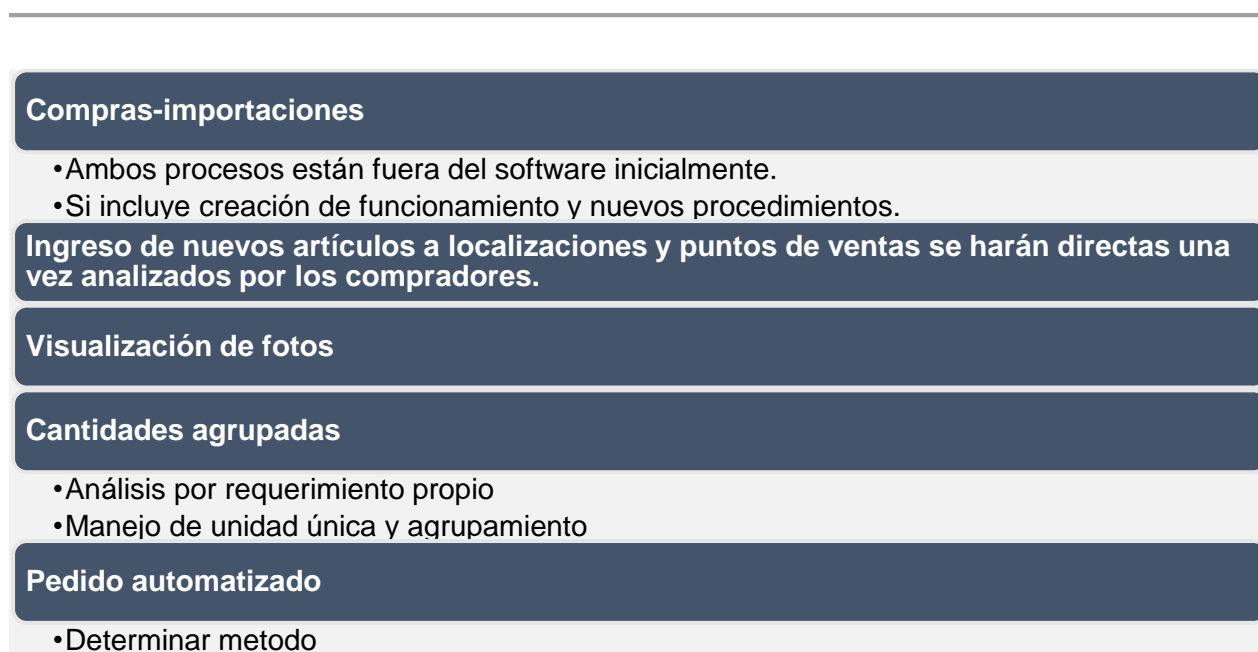 Compras-importaciones
•Ambos procesos están fuera del software inicialmente.
•Si incluye creación de funcionamiento y nuevos procedimientos.
Ingreso de nuevos artículos a localizaciones y puntos de ventas se harán directas una
vez analizados por los compradores.
Visualización de fotos
Cantidades agrupadas
•Análisis por requerimiento propio
•Manejo de unidad única y agrupamiento
Pedido automatizado
•Determinar metodo